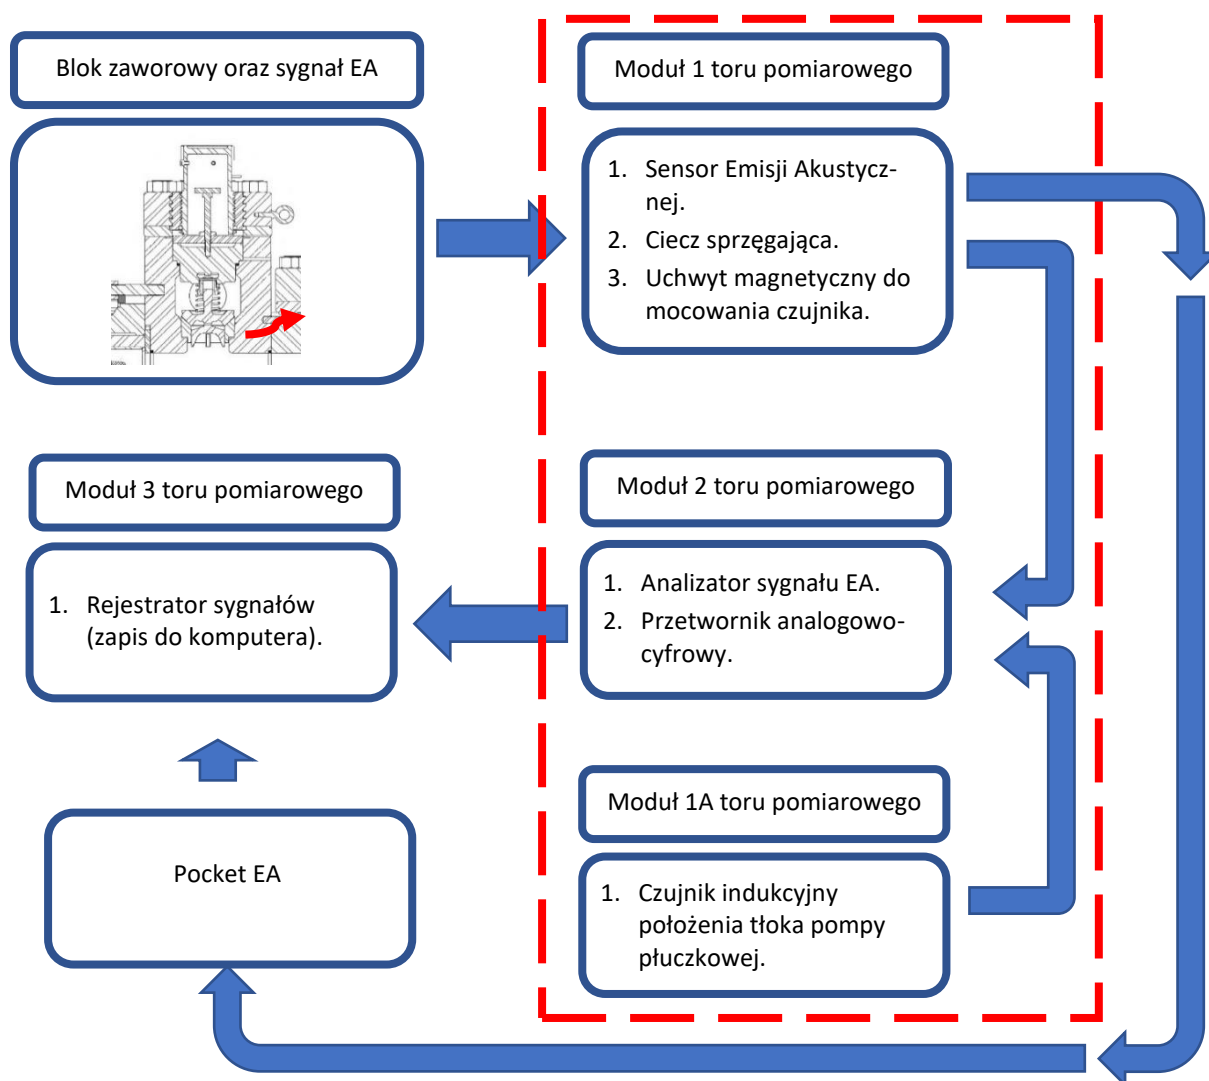 Blok zaworowy oraz sygnał EA
Moduł 1 toru pomiarowego
1. Sensor Emisji Akustycz-
nej.
2. Ciecz sprzęgająca.
3. Uchwyt magnetyczny do
mocowania czujnika.
Moduł 3 toru pomiarowego
1. Rejestrator sygnałów
(zapis do komputera).
Moduł 2 toru pomiarowego
1. Analizator sygnału EA.
2. Przetwornik analogowo-
cyfrowy.
Pocket EA
Moduł 1A toru pomiarowego
1. Czujnik indukcyjny
położenia tłoka pompy
płuczkowej.